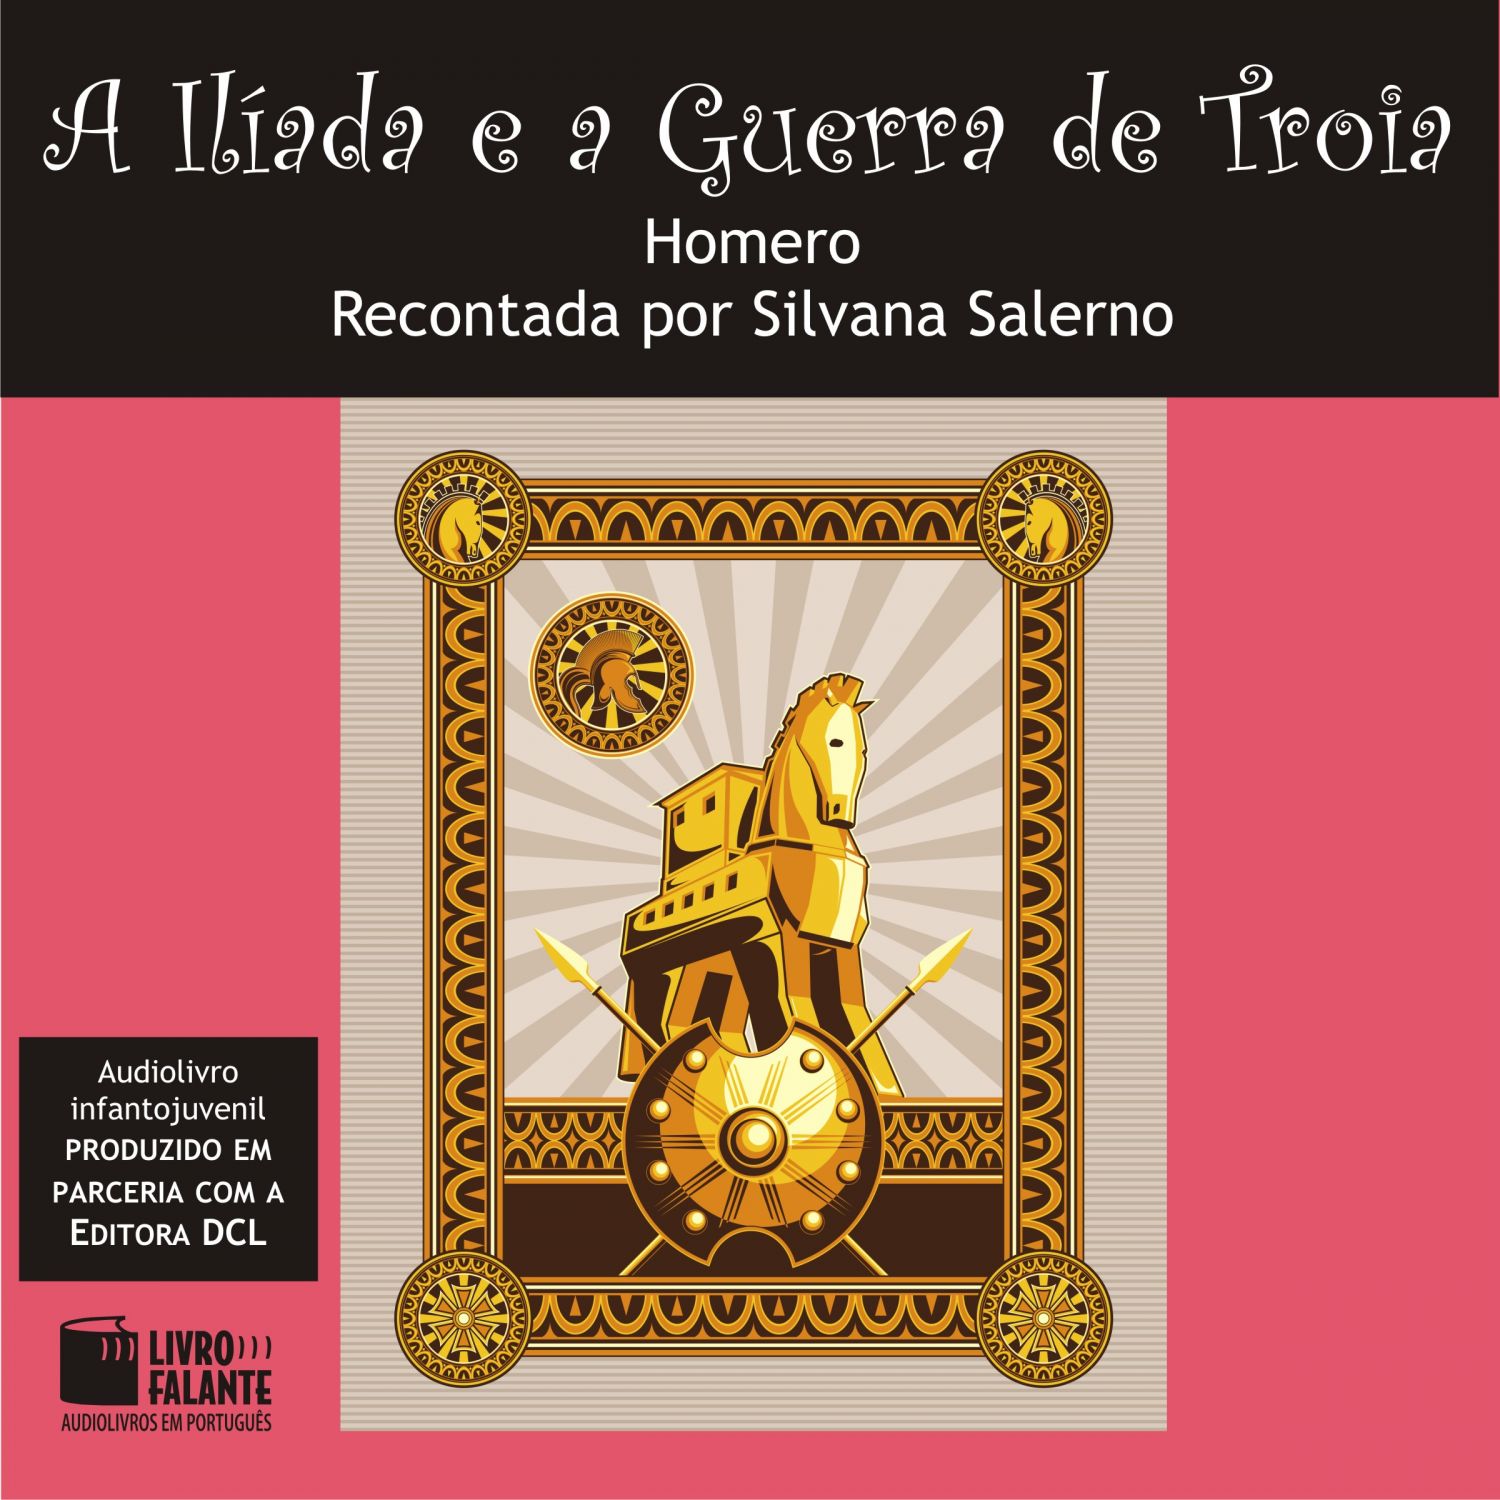 A Ilíada e a Guerra de Troia
Homero
Recontada por Silvana Salerno
Audiolivro
infantojuvenil
PRODUZIDO EM
PARCERIA COM A
EDITORA DCL
LIVRO
FALANTE
AUDIOLIVROS EM PORTUGUÊS